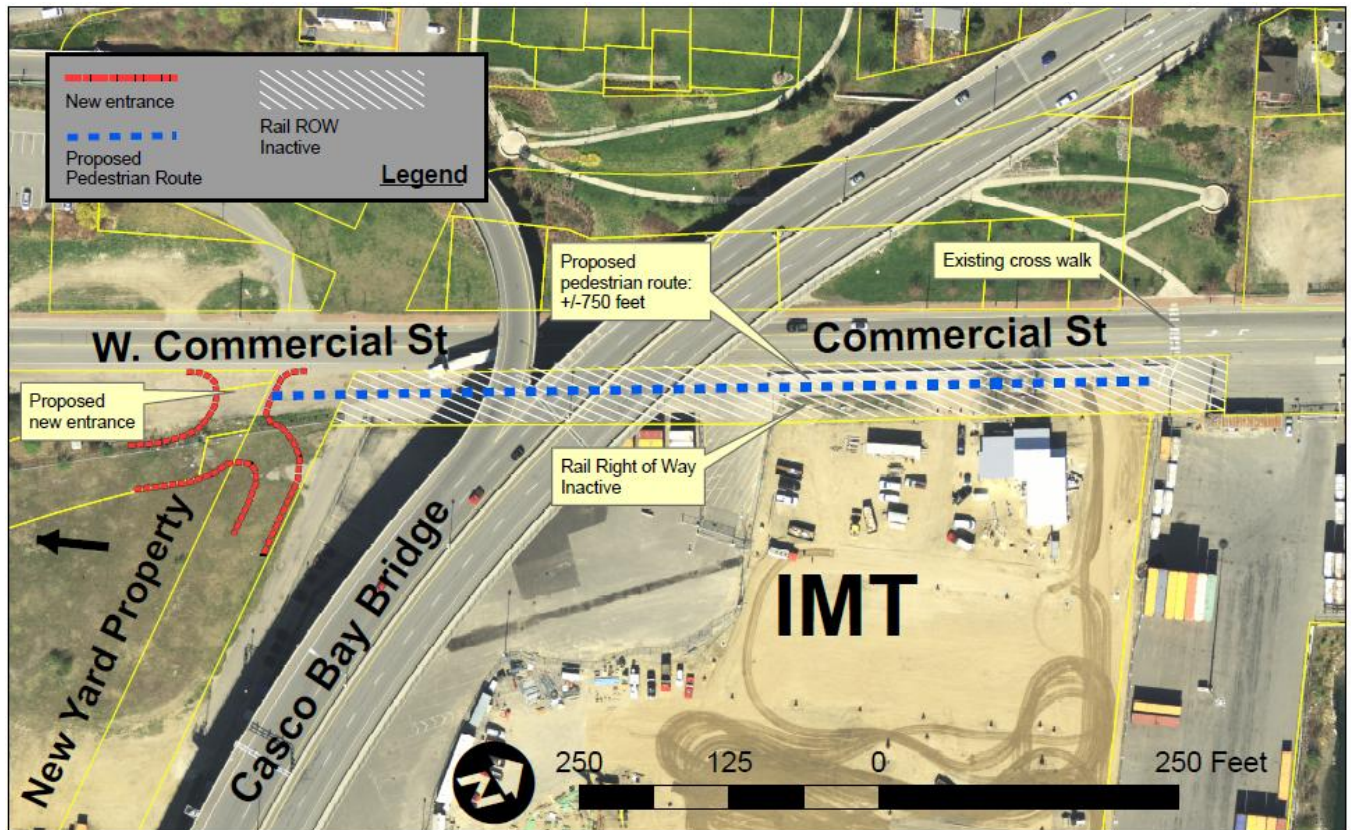 New entrance
Proposed
Pedestrian Route
Rail ROW
Inactive
Legend
Proposed
pedestrian route:
+/-750 feet
Existing cross walk
W. Commercial St
Commercial St
Proposed
new entrance
Rail Right of Way
Inactive
New Yard Property
Casco Bay Bridge
IMT
N
250 125 0 250 Feet